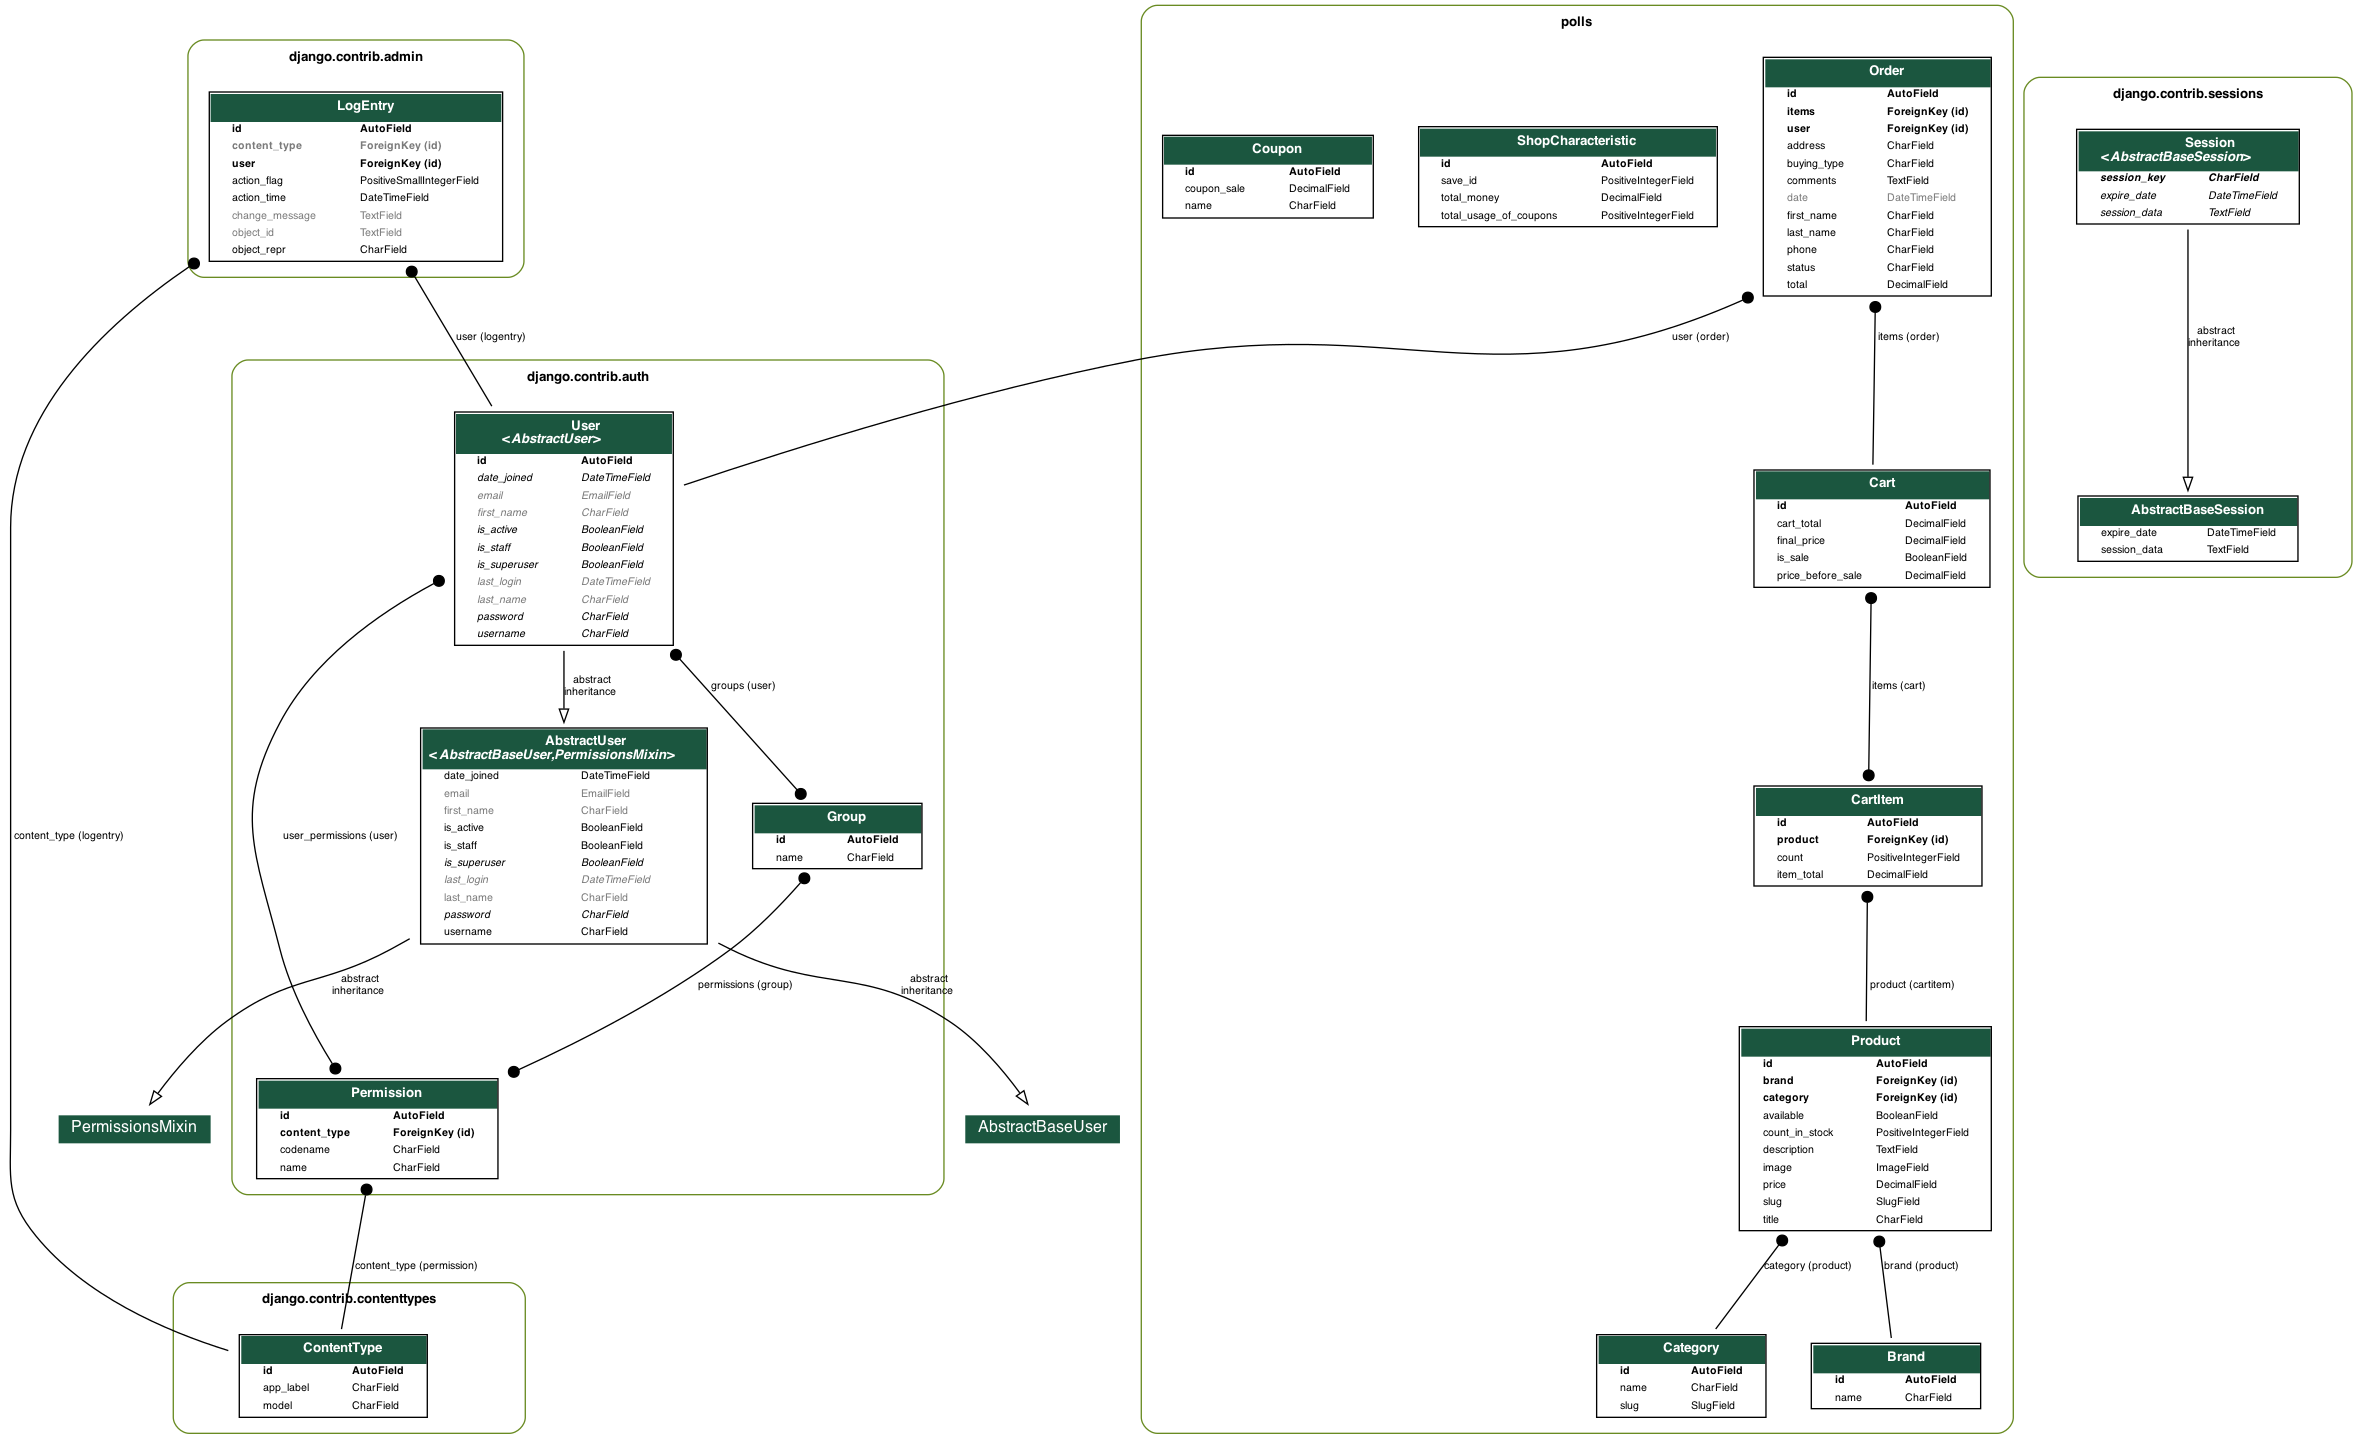 django.contrib.admin
LogEntry
id AutoField
content_type ForeignKey (id)
user ForeignKey (id)
action_flag PositiveSmallIntegerField
action_time DateTimeField
change_message TextField
object_id TextField
object_repr CharField
user (logentry)
content_type (logentry)
django.contrib.auth
User
<AbstractUser>
id AutoField
date_joined DateTimeField
email EmailField
first_name CharField
is_active BooleanField
is_staff BooleanField
is_superuser BooleanField
last_login DateTimeField
last_name CharField
password CharField
username CharField
abstract
inheritance
groups (user)
user_permissions (user)
AbstractUser
<AbstractBaseUser,PermissionsMixin>
date_joined DateTimeField
email EmailField
first_name CharField
is_active BooleanField
is_staff BooleanField
is_superuser BooleanField
last_login DateTimeField
last_name CharField
password CharField
username CharField
Group
id AutoField
name CharField
abstract
inheritance
permissions (group)
abstract
inheritance
PermissionsMixin
Permission
id AutoField
content_type ForeignKey (id)
codename CharField
name CharField
AbstractBaseUser
content_type (permission)
django.contrib.contenttypes
ContentType
id AutoField
app_label CharField
model CharField
polls
Coupon
id AutoField
coupon_sale DecimalField
name CharField
ShopCharacteristic
id AutoField
save_id PositiveIntegerField
total_money DecimalField
total_usage_of_coupons PositiveIntegerField
Order
id AutoField
items ForeignKey (id)
user ForeignKey (id)
address CharField
buying_type CharField
comments TextField
date DateTimeField
first_name CharField
last_name CharField
phone CharField
status CharField
total DecimalField
user (order)
items (order)
Cart
id AutoField
cart_total DecimalField
final_price DecimalField
is_sale BooleanField
price_before_sale DecimalField
items (cart)
CartItem
id AutoField
product ForeignKey (id)
count PositiveIntegerField
item_total DecimalField
product (cartitem)
Product
id AutoField
brand ForeignKey (id)
category ForeignKey (id)
available BooleanField
count_in_stock PositiveIntegerField
description TextField
image ImageField
price DecimalField
slug SlugField
title CharField
category (product)
brand (product)
Category
id AutoField
name CharField
slug SlugField
Brand
id AutoField
name CharField
django.contrib.sessions
Session
<AbstractBaseSession>
session_key CharField
expire_date DateTimeField
session_data TextField
abstract
inheritance
AbstractBaseSession
expire_date DateTimeField
session_data TextField